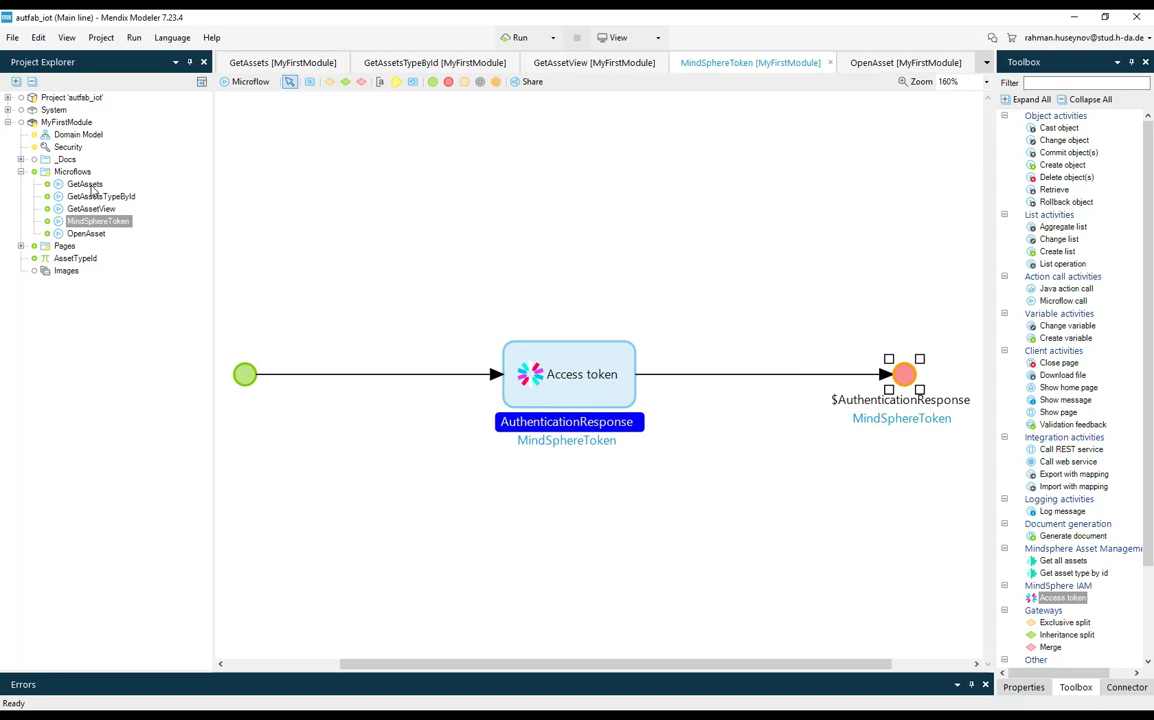 mx autfab_iot (Main line) - Mendix Modeler 7.23.4
File Edit View Project Run Language Help
Run View
rahman.huseynov@stud.h-da.de
Project Explorer
GetAssets [MyFirstModule] GetAssetsTypeById [MyFirstModule] GetAssetView [MyFirstModule] MindSphereToken [MyFirstModule] × OpenAsset [MyFirstModule]
Toolbox
Microflow Share Zoom 160%
Filter
Expand All Collapse All
Project 'autfab_iot'
System
MyFirstModule
Domain Model
Security
_Docs
Microflows
GetAssets
GetAssetsTypeById
GetAssetView
MindSphereToken
OpenAsset
Pages
AssetTypeId
Images
Access token
AuthenticationResponse
MindSphereToken
$AuthenticationResponse
MindSphereToken
Object activities
Cast object
Change object
Commit object(s)
Create object
Delete object(s)
Retrieve
Rollback object
List activities
Aggregate list
Change list
Create list
List operation
Action call activities
Java action call
Microflow call
Variable activities
Change variable
Create variable
Client activities
Close page
Download file
Show home page
Show message
Show page
Validation feedback
Integration activities
Call REST service
Call web service
Export with mapping
Import with mapping
Logging activities
Log message
Document generation
Generate document
Mindsphere Asset Manageme
Get all assets
Get asset type by id
MindSphere IAM
Access token
Gateways
Exclusive split
Inheritance split
Merge
Other
Errors
Properties Toolbox Connector
Ready